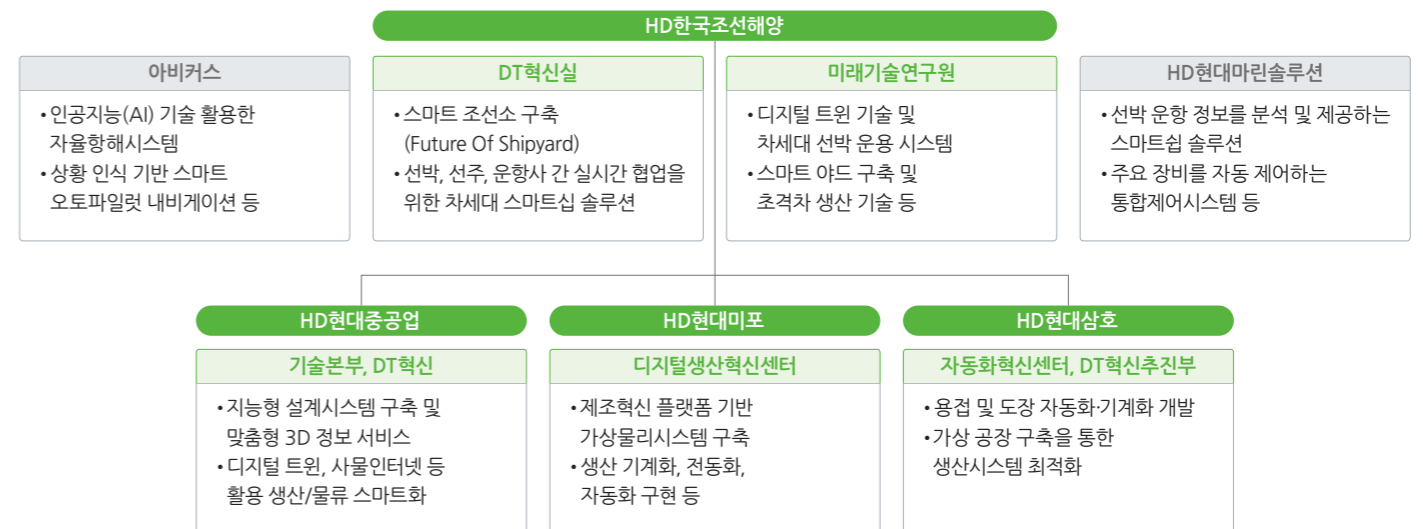 HD한국조선해양
아비커스
• 인공지능(AI) 기술 활용한
자율항해시스템
• 상황 인식 기반 스마트
오토파일럿 내비게이션 등
DT혁신실
• 스마트 조선소 구축
(Future Of Shipyard)
• 선박, 선주, 운항사 간 실시간 협업을
위한 차세대 스마트십 솔루션
미래기술연구원
• 디지털 트윈 기술 및
차세대 선박 운용 시스템
• 스마트 야드 구축 및
초격차 생산 기술 등
HD현대마린솔루션
• 선박 운항 정보를 분석 및 제공하는
스마트쉽 솔루션
• 주요 장비를 자동 제어하는
통합제어시스템 등
HD현대중공업
기술본부, DT혁신
• 지능형 설계시스템 구축 및
맞춤형 3D 정보 서비스
• 디지털 트윈, 사물인터넷 등
활용 생산/물류 스마트화
HD현대미포
디지털생산혁신센터
• 제조혁신 플랫폼 기반
가상물리시스템 구축
• 생산 기계화, 전동화,
자동화 구현 등
HD현대삼호
자동화혁신센터, DT혁신추진부
• 용접 및 도장 자동화·기계화 개발
• 가상 공장 구축을 통한
생산시스템 최적화